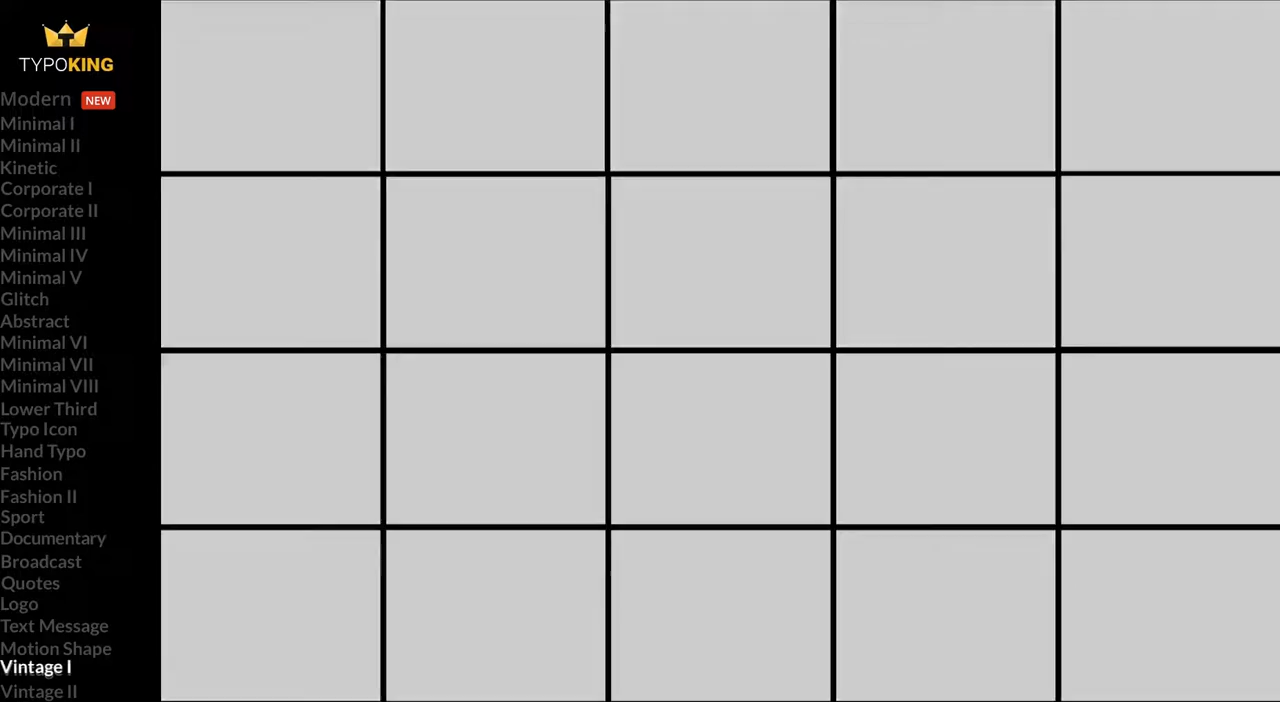 TYPOKING
Modern NEW
Minimal I
Minimal II
Kinetic
Corporate I
Corporate II
Minimal III
Minimal IV
Minimal V
Glitch
Abstract
Minimal VI
Minimal VII
Minimal VIII
Lower Third
Typo Icon
Hand Typo
Fashion
Fashion II
Sport
Documentary
Broadcast
Quotes
Logo
Text Message
Motion Shape
Vintage I
Vintage II